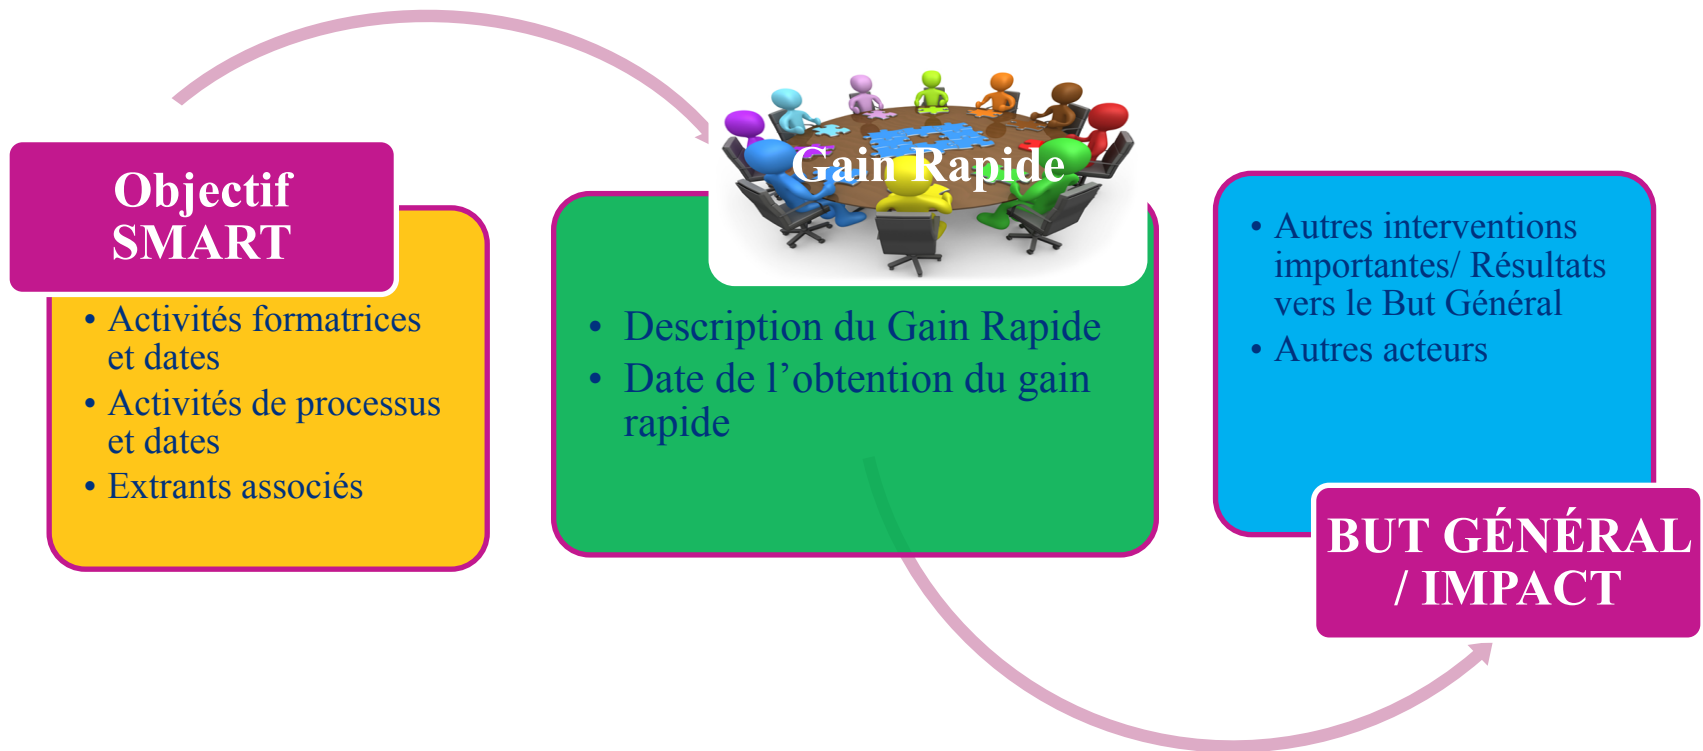 Objectif
SMART
• Activités formatrices
et dates
• Activités de processus
et dates
• Extrants associés
Gain Rapide
• Description du Gain Rapide
• Date de l’obtention du gain
rapide
• Autres interventions
importantes/ Résultats
vers le But Général
• Autres acteurs
BUT GÉNÉRAL
/ IMPACT